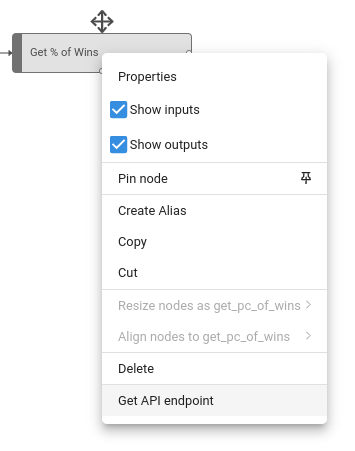 Get % of Wins
Properties
Show inputs
Show outputs
Pin node
Create Alias
Copy
Cut
Resize nodes as get_pc_of_wins
Align nodes to get_pc_of_wins
Delete
Get API endpoint